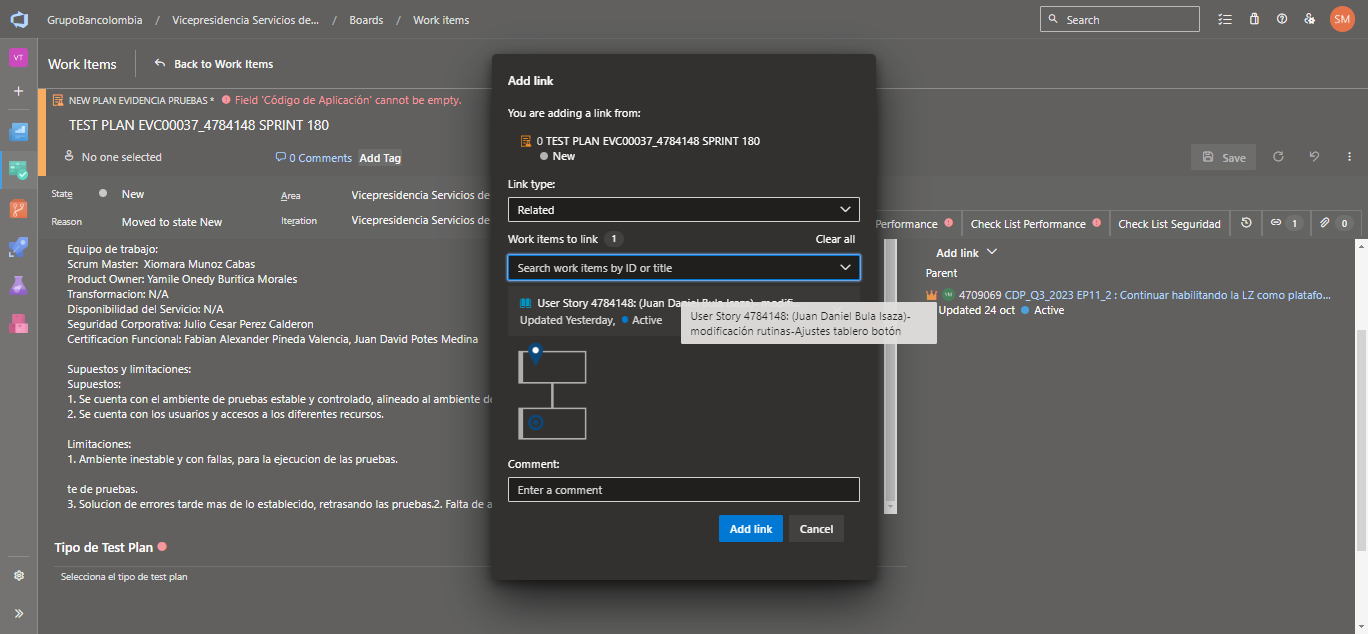 GrupoBancolombia / Vicepresidencia Servicios de... / Boards / Work items
Search
SM
VT
Work Items
Back to Work Items
NEW PLAN EVIDENCIA PRUEBAS * Field 'Código de Aplicación' cannot be empty.
TEST PLAN EVC00037_4784148 SPRINT 180
No one selected
0 Comments
Add Tag
Save
State
New
Area
Vicepresidencia Servicios de
Reason
Moved to state New
Iteration
Vicepresidencia Servicios de
Performance
Check List Performance
Check List Seguridad
1
0
Equipo de trabajo:
Scrum Master: Xiomara Munoz Cabas
Product Owner: Yamile Onedy Buritica Morales
Transformacion: N/A
Disponibilidad del Servicio: N/A
Seguridad Corporativa: Julio Cesar Perez Calderon
Certificacion Funcional: Fabian Alexander Pineda Valencia, Juan David Potes Medina
Supuestos y limitaciones:
Supuestos:
1. Se cuenta con el ambiente de pruebas estable y controlado, alineado al ambiente de
2. Se cuenta con los usuarios y accesos a los diferentes recursos.
Limitaciones:
1. Ambiente inestable y con fallas, para la ejecucion de las pruebas.
te de pruebas.
3. Solucion de errores tarde mas de lo establecido, retrasando las pruebas.2. Falta de a
Tipo de Test Plan
Selecciona el tipo de test plan
Add link
You are adding a link from:
0 TEST PLAN EVC00037_4784148 SPRINT 180
New
Link type:
Related
Work items to link 1
Clear all
Search work items by ID or title
User Story 4784148: (Juan Daniel Bula Isaza)- modifi
Updated Yesterday, Active
User Story 4784148: (Juan Daniel Bula Isaza)-
modificación rutinas-Ajustes tablero botón
Comment:
Enter a comment
Add link
Cancel
Add link
Parent
4709069 CDP_Q3_2023 EP11_2 : Continuar habilitando la LZ como platafo...
Updated 24 oct Active